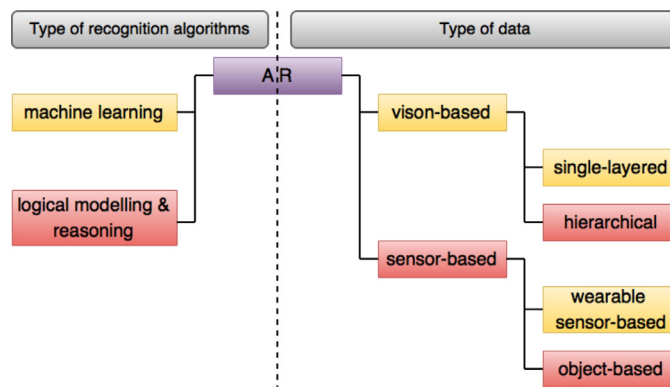 Type of recognition algorithms
Type of data
AR
machine learning
logical modelling &
reasoning
vison-based
single-layered
hierarchical
sensor-based
wearable
sensor-based
object-based